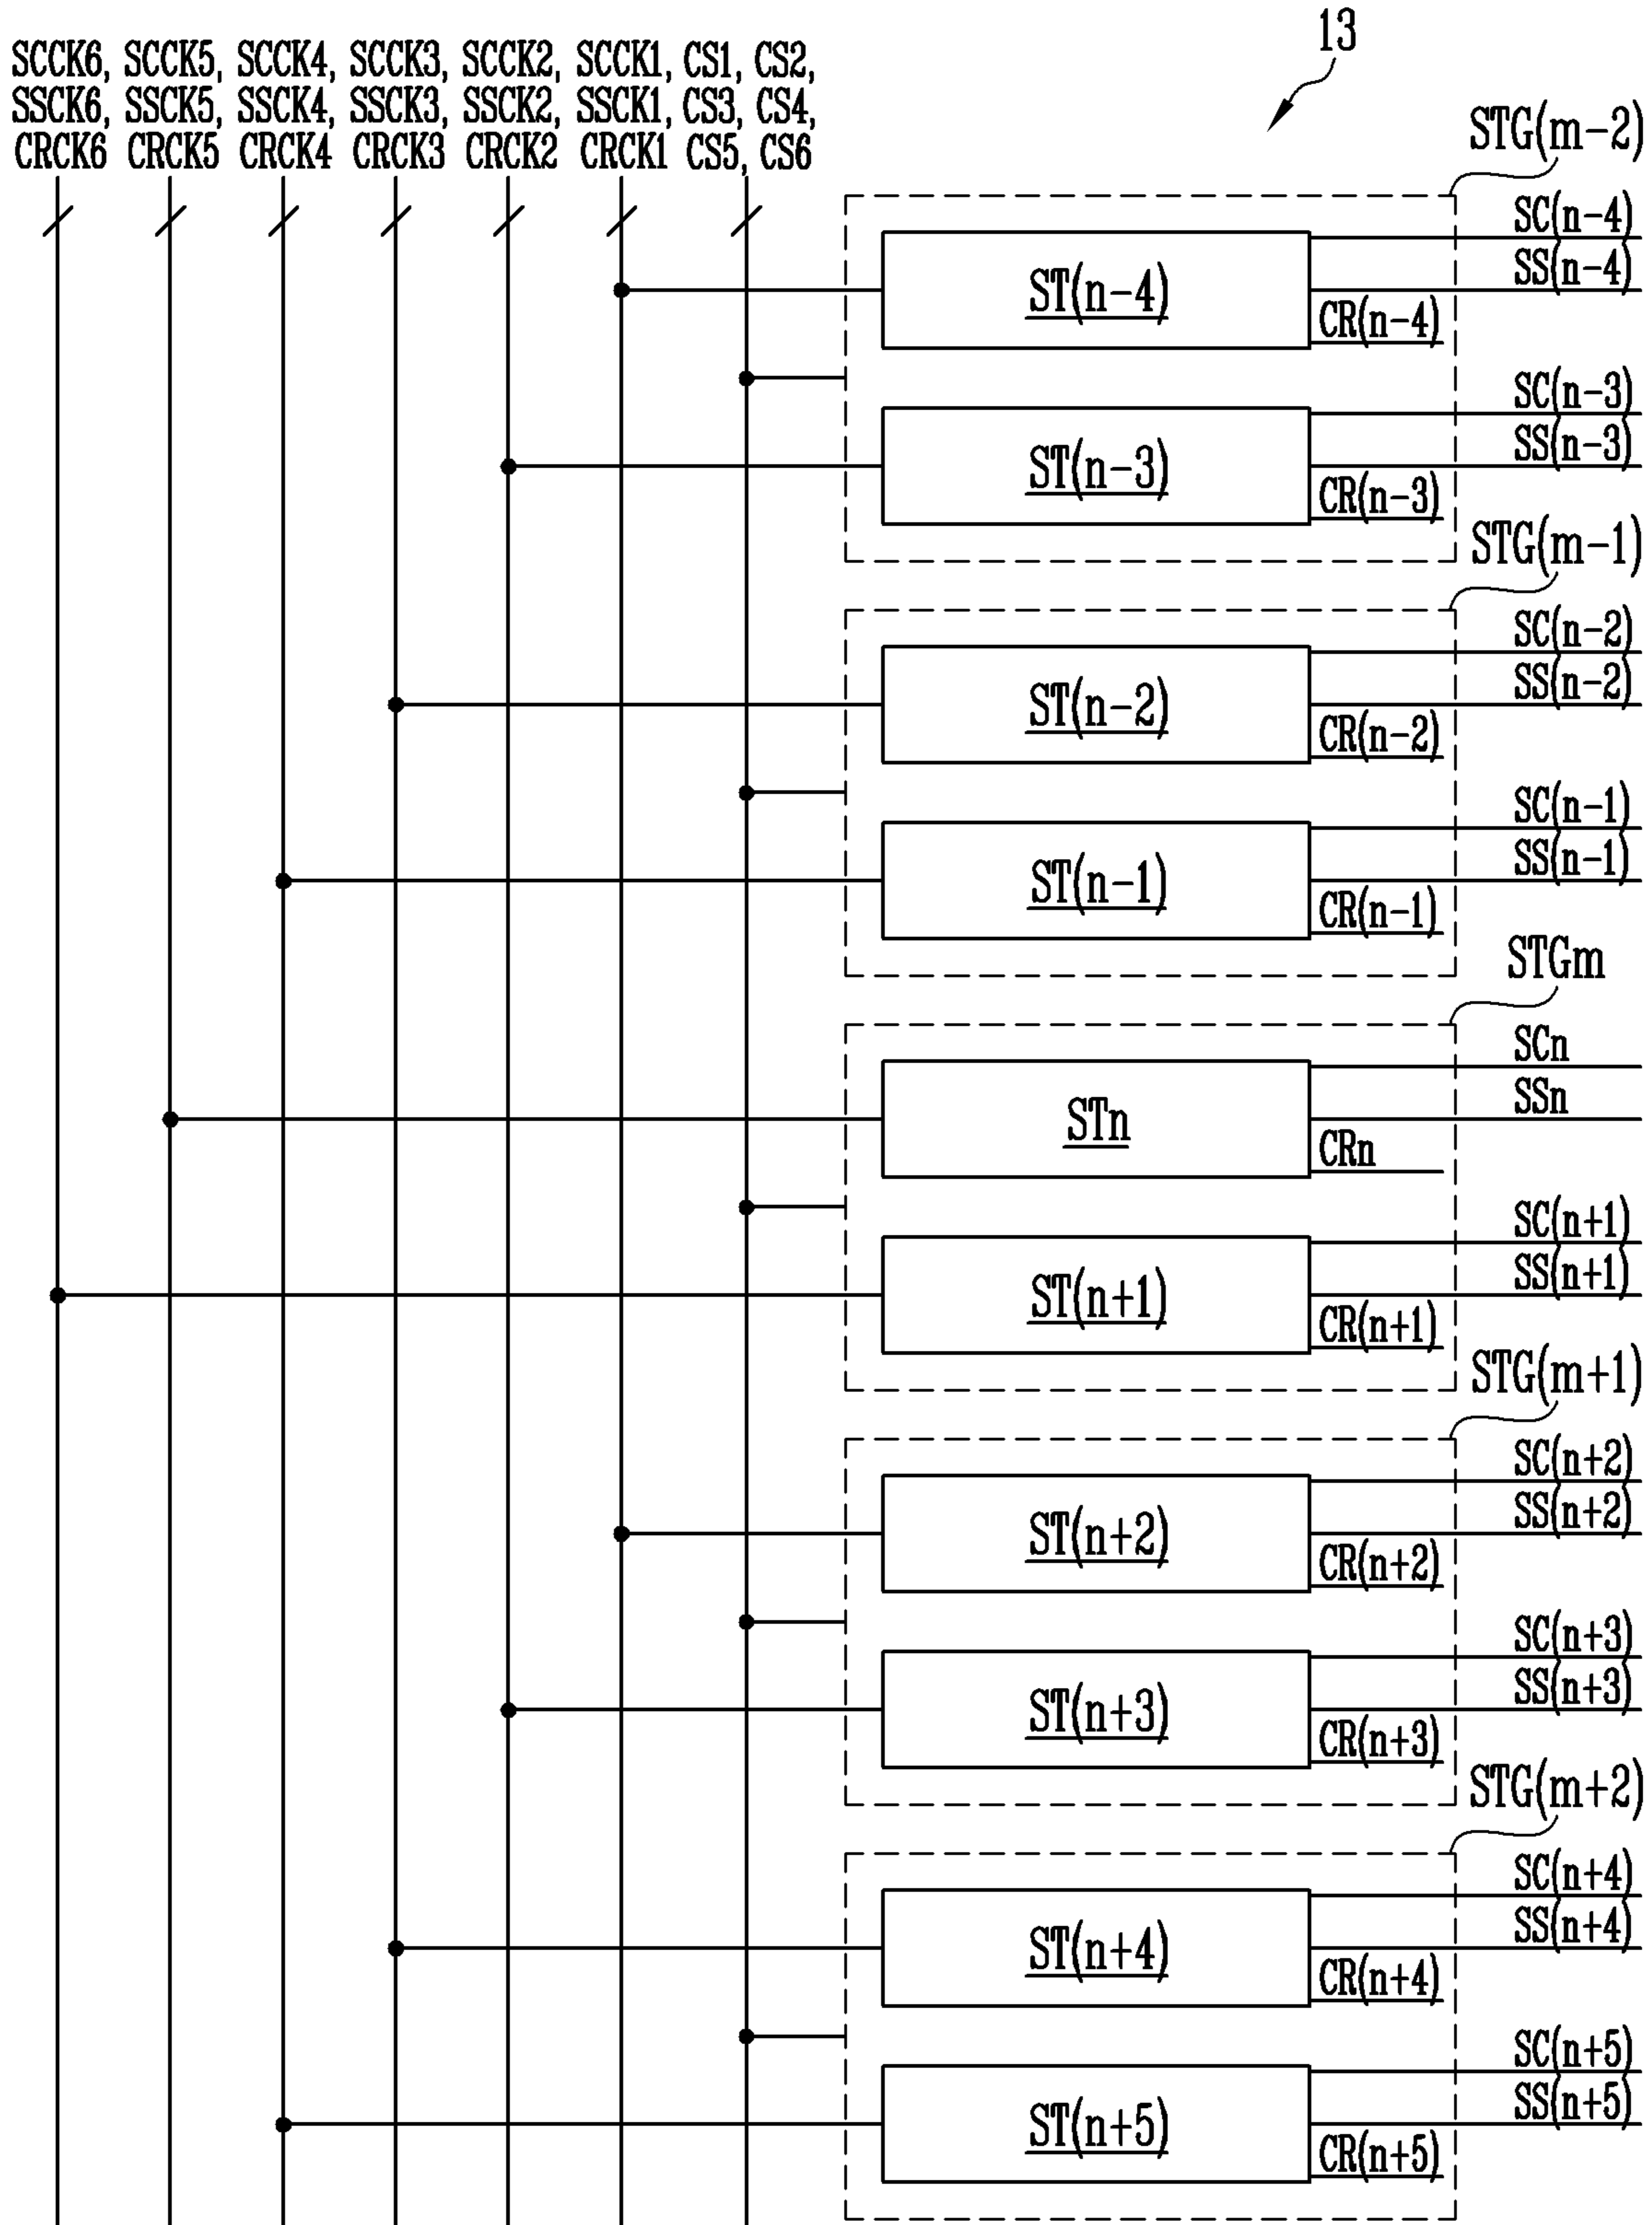 13
SCCK6, SCCK5, SCCK4, SCCK3, SCCK2, SCCK1, CS1, CS2,
SSCK6, SSCK5, SSCK4, SSCK3, SSCK2, SSCK1, CS3, CS4,
CRCK6 CRCK5 CRCK4 CRCK3 CRCK2 CRCK1 CS5, CS6
STG(m-2)
SC(n-4)
ST(n-4)
SS(n-4)
CR(n-4)
SC(n-3)
ST(n-3)
SS(n-3)
CR(n-3)
STG(m-1)
SC(n-2)
ST(n-2)
SS(n-2)
CR(n-2)
SC(n-1)
ST(n-1)
SS(n-1)
CR(n-1)
STGm
SCn
STn
SSn
CRn
SC(n+1)
ST(n+1)
SS(n+1)
CR(n+1)
STG(m+1)
SC(n+2)
ST(n+2)
SS(n+2)
CR(n+2)
SC(n+3)
ST(n+3)
SS(n+3)
CR(n+3)
STG(m+2)
SC(n+4)
ST(n+4)
SS(n+4)
CR(n+4)
SC(n+5)
ST(n+5)
SS(n+5)
CR(n+5)